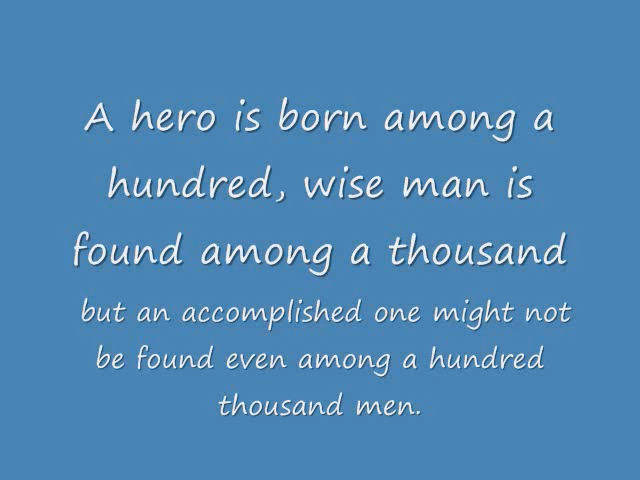 A hero is born among a
hundred, wise man is
found among a thousand
but an accomplished one might not
be found even among a hundred
thousand men.